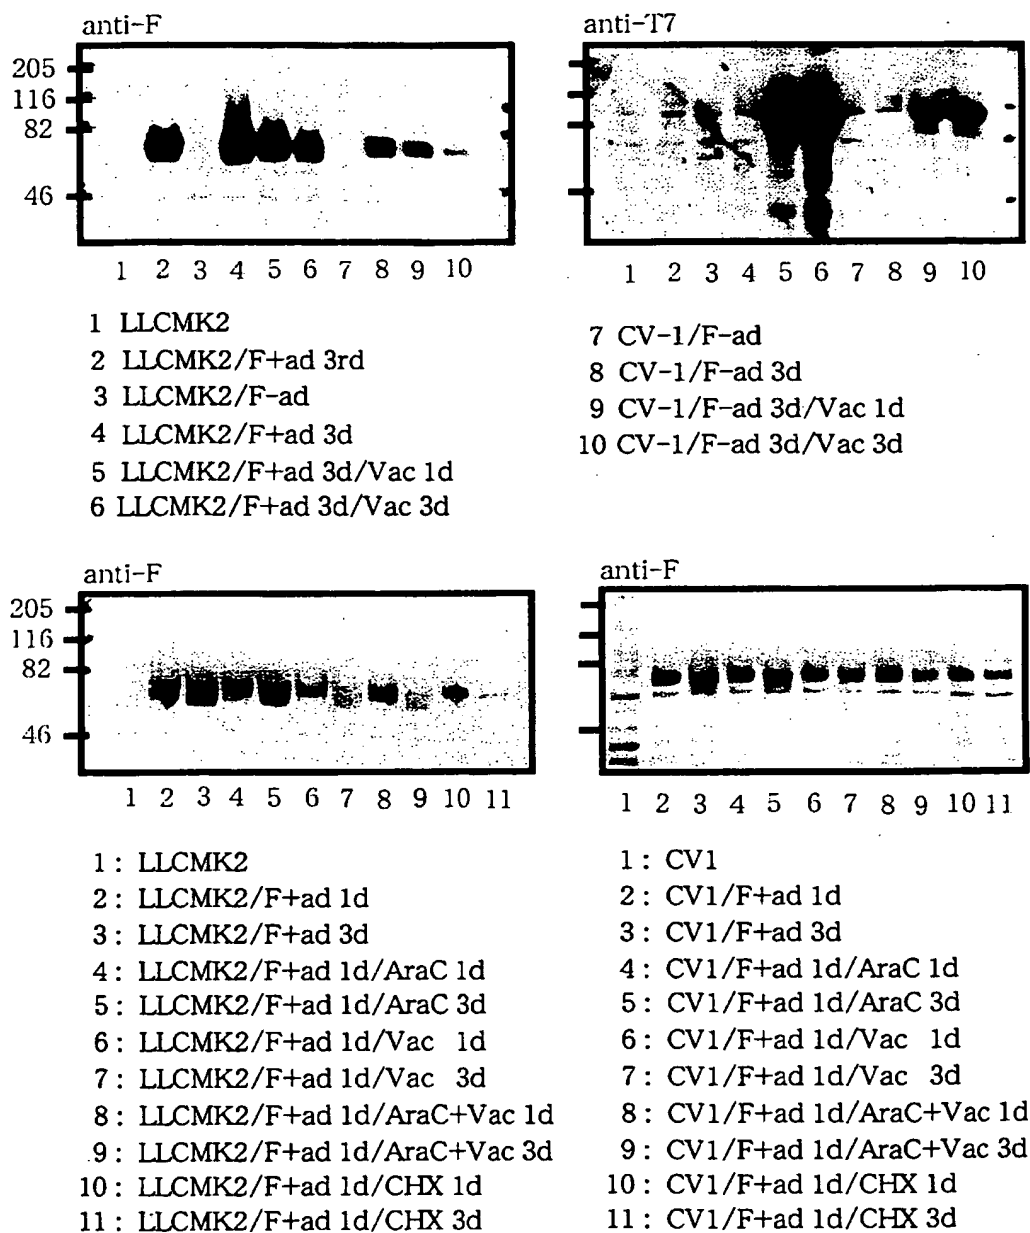 anti-F
205
116
82
46
1 2 3 4 5 6 7 8 9 10
anti-T7
1 2 3 4 5 6 7 8 9 10
1 LLCMK2
2 LLCMK2/F+ad 3rd
3 LLCMK2/F-ad
4 LLCMK2/F+ad 3d
5 LLCMK2/F+ad 3d/Vac 1d
6 LLCMK2/F+ad 3d/Vac 3d
7 CV-1/F-ad
8 CV-1/F-ad 3d
9 CV-1/F-ad 3d/Vac 1d
10 CV-1/F-ad 3d/Vac 3d
anti-F
205
116
82
46
1 2 3 4 5 6 7 8 9 10 11
1 : LLCMK2
2 : LLCMK2/F+ad 1d
3 : LLCMK2/F+ad 3d
4 : LLCMK2/F+ad 1d/AraC 1d
5 : LLCMK2/F+ad 1d/AraC 3d
6 : LLCMK2/F+ad 1d/Vac 1d
7 : LLCMK2/F+ad 1d/Vac 3d
8 : LLCMK2/F+ad 1d/AraC+Vac 1d
9 : LLCMK2/F+ad 1d/AraC+Vac 3d
10 : LLCMK2/F+ad 1d/CHX 1d
11 : LLCMK2/F+ad 1d/CHX 3d
anti-F
1 2 3 4 5 6 7 8 9 10 11
1 : CV1
2 : CV1/F+ad 1d
3 : CV1/F+ad 3d
4 : CV1/F+ad 1d/AraC 1d
5 : CV1/F+ad 1d/AraC 3d
6 : CV1/F+ad 1d/Vac 1d
7 : CV1/F+ad 1d/Vac 3d
8 : CV1/F+ad 1d/AraC+Vac 1d
9 : CV1/F+ad 1d/AraC+Vac 3d
10 : CV1/F+ad 1d/CHX 1d
11 : CV1/F+ad 1d/CHX 3d